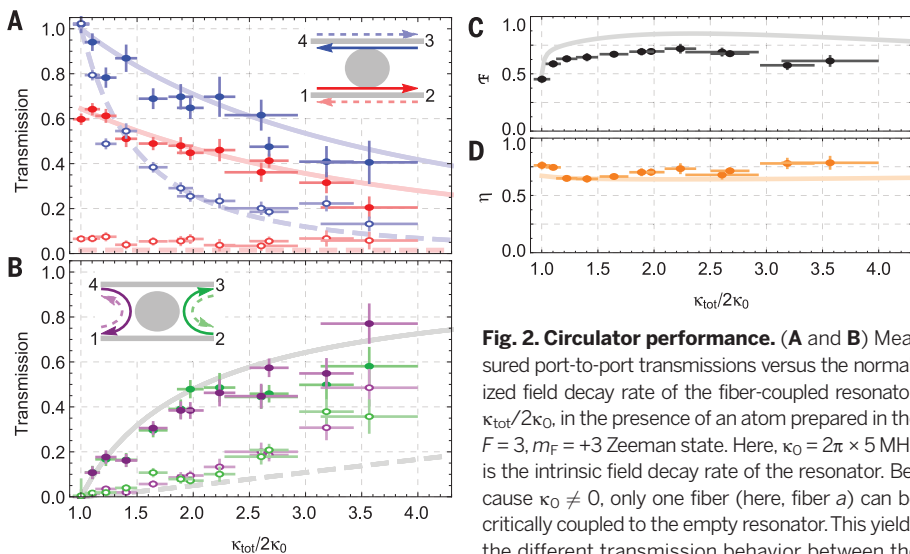 A
1.0
0.8
0.6
0.4
0.2
0.0
Transmission
4
3
1
2
B
1.0
0.8
0.6
0.4
0.2
0.0
Transmission
4
3
1
2
1.0
1.5
2.0
2.5
3.0
3.5
4.0
κtot/2κ0
C
1.0
0.5
0.0
D
1.0
0.5
0.0
η
1.0
1.5
2.0
2.5
3.0
3.5
4.0
κtot/2κ0
Fig. 2. Circulator performance. (A and B) Mea
sured port-to-port transmissions versus the normal
ized field decay rate of the fiber-coupled resonato
κtot/2κ0, in the presence of an atom prepared in th
F = 3, mF = +3 Zeeman state. Here, κ0 = 2π × 5 MH
is the intrinsic field decay rate of the resonator. Be
cause κ0 ≠ 0, only one fiber (here, fiber a) can b
critically coupled to the empty resonator. This yield
the different transmission behavior between th